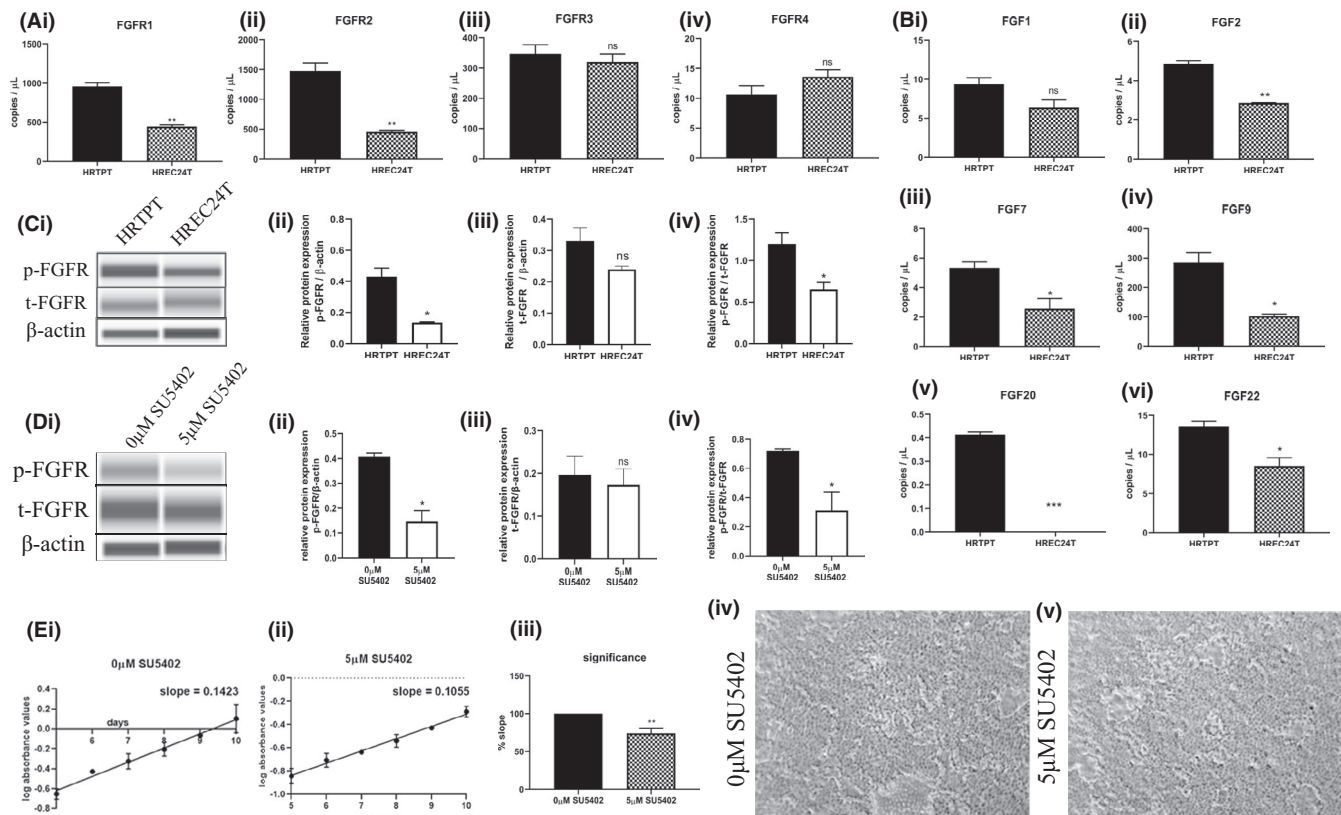 (Ai)
FGFR1
copies / μL
1500
1000
500
0
**
HRTPT HREC24T
(ii)
FGFR2
copies / μL
2000
1500
1000
500
0
**
HRTPT HREC24T
(iii)
FGFR3
copies / μL
400
300
200
100
0
ns
HRTPT HREC24T
(iv)
FGFR4
copies / μL
20
15
10
5
0
ns
HRTPT HREC24T
(Bi)
FGF1
copies / μL
15
10
5
0
ns
HRTPT HREC24T
(ii)
FGF2
copies / μL
6
4
2
0
**
HRTPT HREC24T
(Ci)
HRTPT
HREC24T
p-FGFR
t-FGFR
β-actin
(ii)
Relative protein expression
p-FGFR / β-actin
0.8
0.6
0.4
0.2
0.0
*
HRTPT HREC24T
(iii)
Relative protein expression
t-FGFR / β-actin
0.4
0.3
0.2
0.1
0.0
ns
HRTPT HREC24T
(iv)
Relative protein expression
p-FGFR / t-FGFR
1.5
1.0
0.5
0.0
*
HRTPT HREC24T
(iii)
FGF7
copies / μL
8
6
4
2
0
*
HRTPT HREC24T
(iv)
FGF9
copies / μL
400
300
200
100
0
*
HRTPT HREC24T
(Di)
0μM SU5402
5μM SU5402
p-FGFR
t-FGFR
β-actin
(ii)
relative protein expression
p-FGFR/β-actin
0.5
0.4
0.3
0.2
0.1
0.0
*
0μM 5μM
SU5402 SU5402
(iii)
relative protein expression
t-FGFR/β-actin
0.3
0.2
0.1
0.0
ns
0μM 5μM
SU5402 SU5402
(iv)
relative protein expression
p-FGFR/t-FGFR
0.8
0.6
0.4
0.2
0.0
*
0μM 5μM
SU5402 SU5402
(v)
FGF20
copies / μL
0.5
0.4
0.3
0.2
0.1
0.0
***
HRTPT HREC24T
(vi)
FGF22
copies / μL
15
10
5
0
*
HRTPT HREC24T
(Ei)
0μM SU5402
slope = 0.1423
log absorbance values
0.4
0.2
0.0
-0.2
-0.4
-0.6
-0.8
days
6 7 8 9 10
(ii)
5μM SU5402
slope = 0.1055
log absorbance values
0.0
-0.2
-0.4
-0.6
-0.8
-1.0
5 6 7 8 9 10
(iii)
significance
% slope
150
100
50
0
**
0μM SU5402 5μM SU5402
(iv)
0μM SU5402
(v)
5μM SU5402